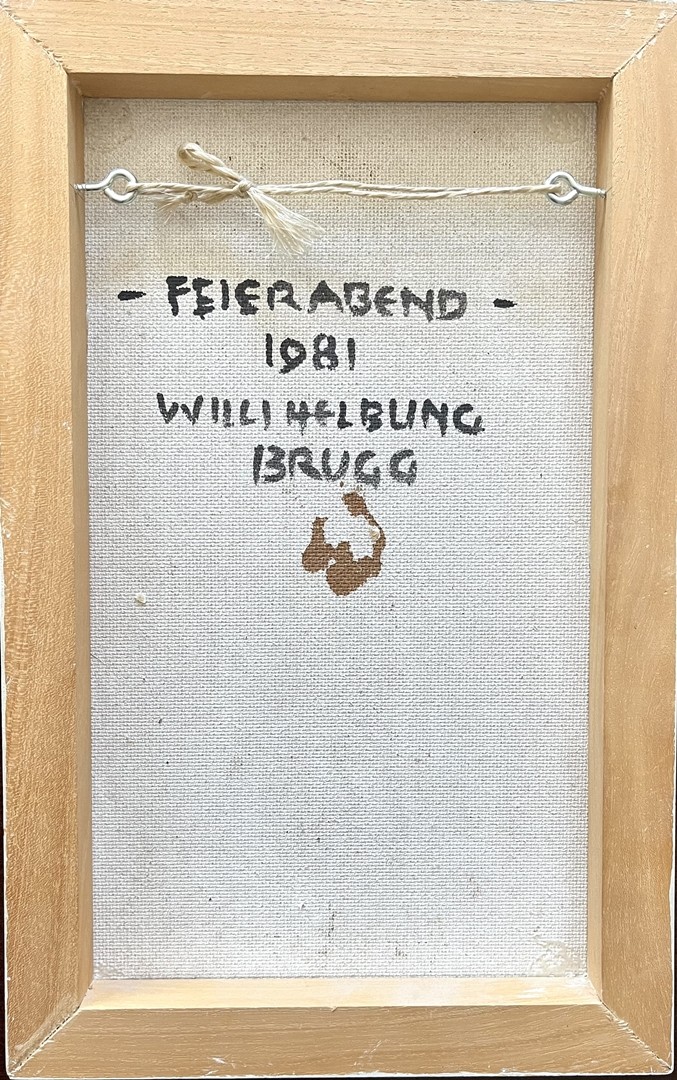 - FEIERABEND -
1981
WILLI HELBUNG
BRUGG